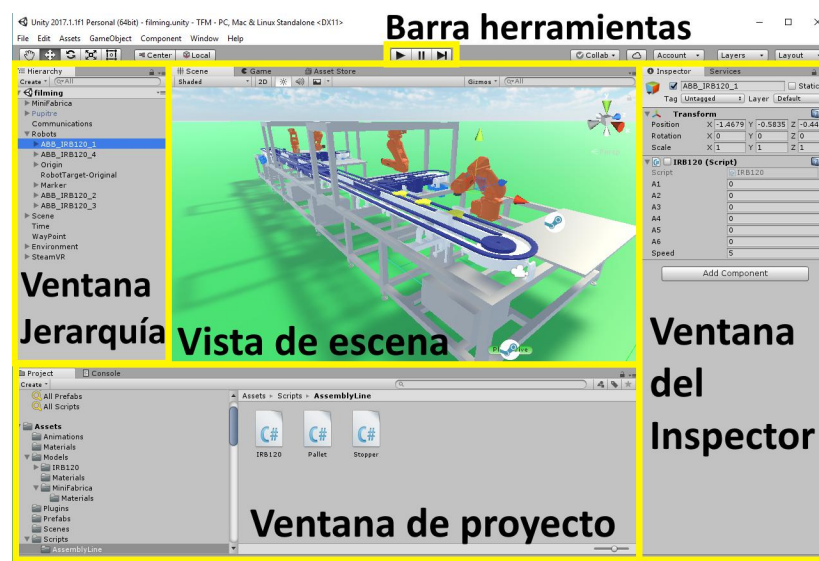 Unity 2017.1.1f1 Personal (64bit) - filming.unity - TFM - PC, Mac & Linux Standalone <DX11>
Barra herramientas
File Edit Assets GameObject Component Window Help
Center Local
Collab Account Layers Layout
Hierarchy
Create All
filming
MiniFabrica
Pupitre
Communications
Robots
ABB_IRB120_1
ABB_IRB120_4
Origin
RobotTarget-Original
Marker
ABB_IRB120_2
ABB_IRB120_3
Scene
Time
WayPoint
Environment
SteamVR
Ventana
Jerarquía
Scene Game Asset Store
Shaded 2D Gizmos All
Vista de escena
Inspector Services
ABB_IRB120_1 Static
Tag Untagged Layer Default
Transform
Position X -1.4679 Y -0.5835 Z -0.44
Rotation X 0 Y 0 Z 0
Scale X 1 Y 1 Z 1
IRB120 (Script)
Script IRB120
A1 0
A2 0
A3 0
A4 0
A5 0
A6 0
Speed 5
Add Component
Ventana
del
Inspector
Project Console
Create
All Prefabs
All Scripts
Assets
Animations
Materials
Models
IRB120
Materials
MiniFabrica
Materials
Plugins
Prefabs
Scenes
Scripts
AssemblyLine
Assets Scripts AssemblyLine
C# C# C#
IRB120 Pallet Stopper
Ventana de proyecto